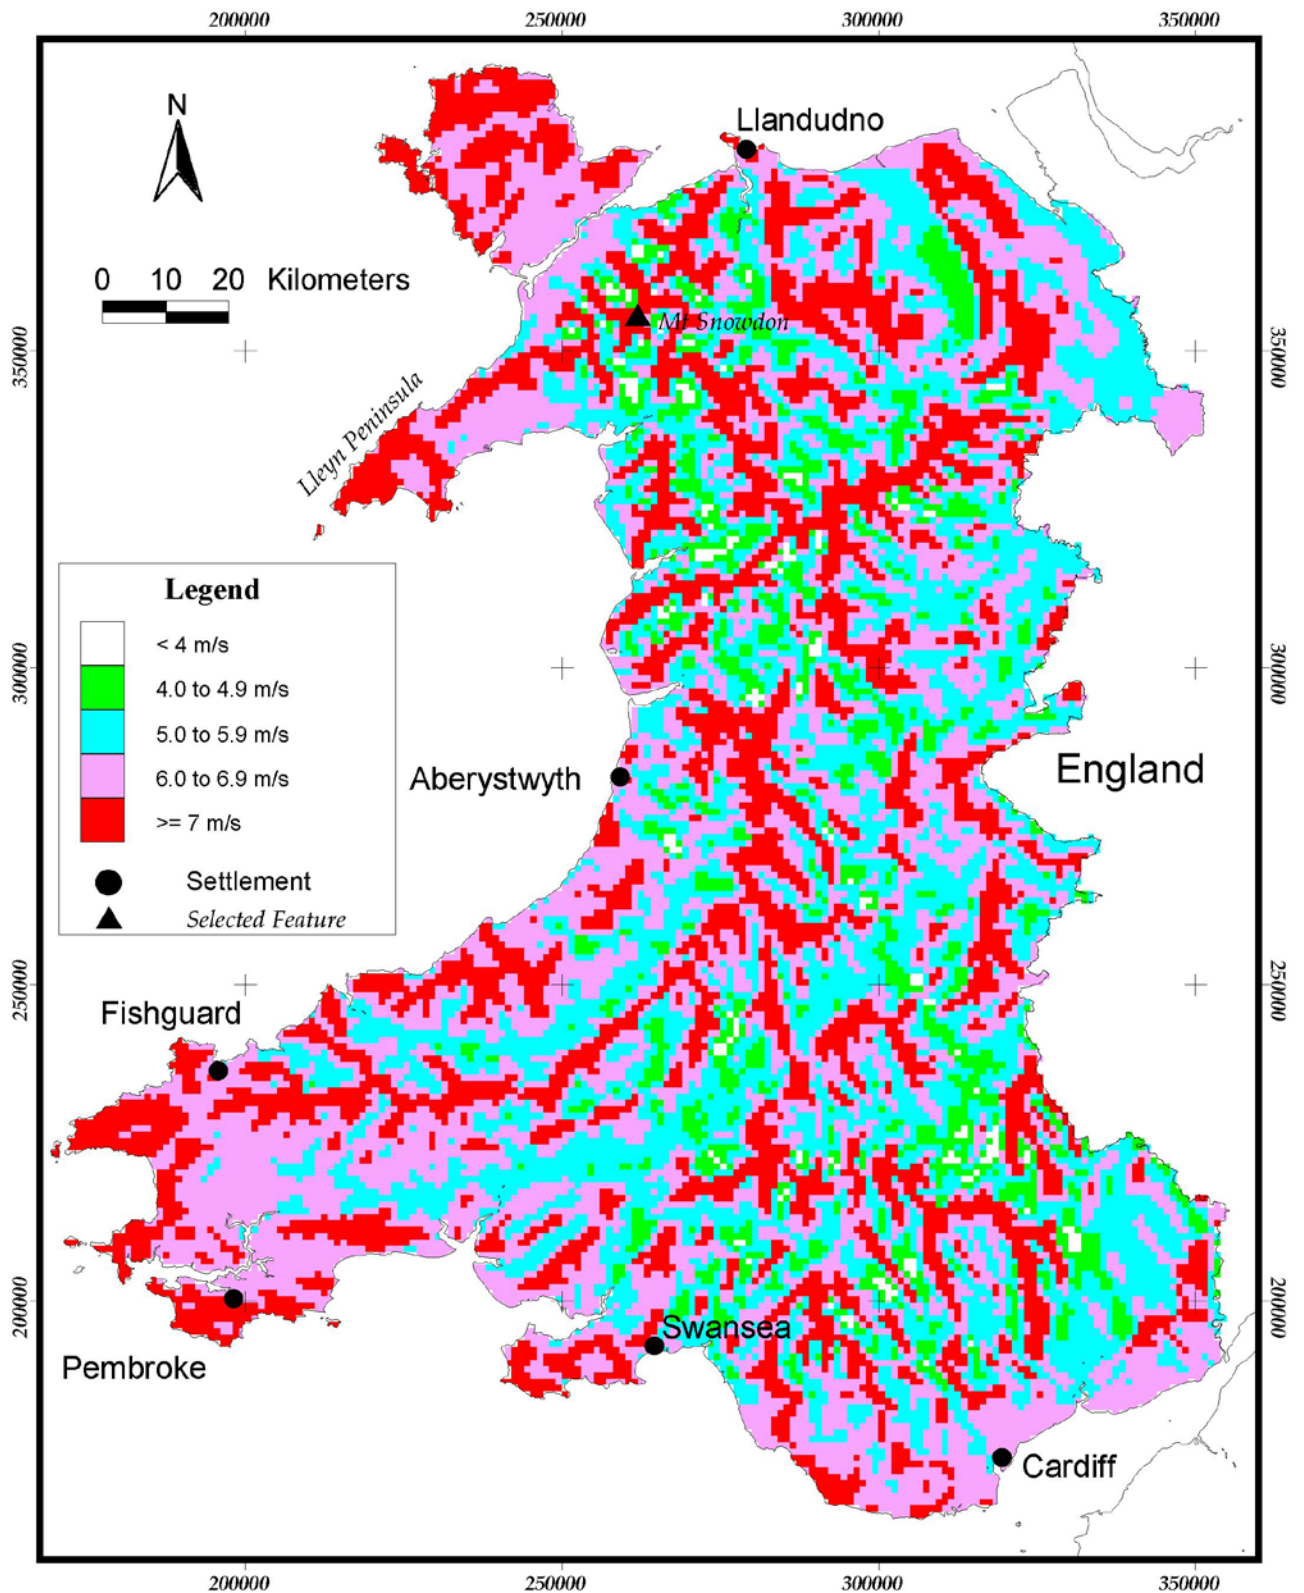 200000 250000 300000 350000
N
Llandudno
0 10 20 Kilometers
Mt Snowdon
350000 350000
Lleyn Peninsula
Legend
< 4 m/s
4.0 to 4.9 m/s
5.0 to 5.9 m/s
6.0 to 6.9 m/s
>= 7 m/s
Settlement
Selected Feature
300000 300000
Aberystwyth
England
250000 250000
Fishguard
200000 200000
Swansea
Pembroke
Cardiff
200000 250000 300000 350000